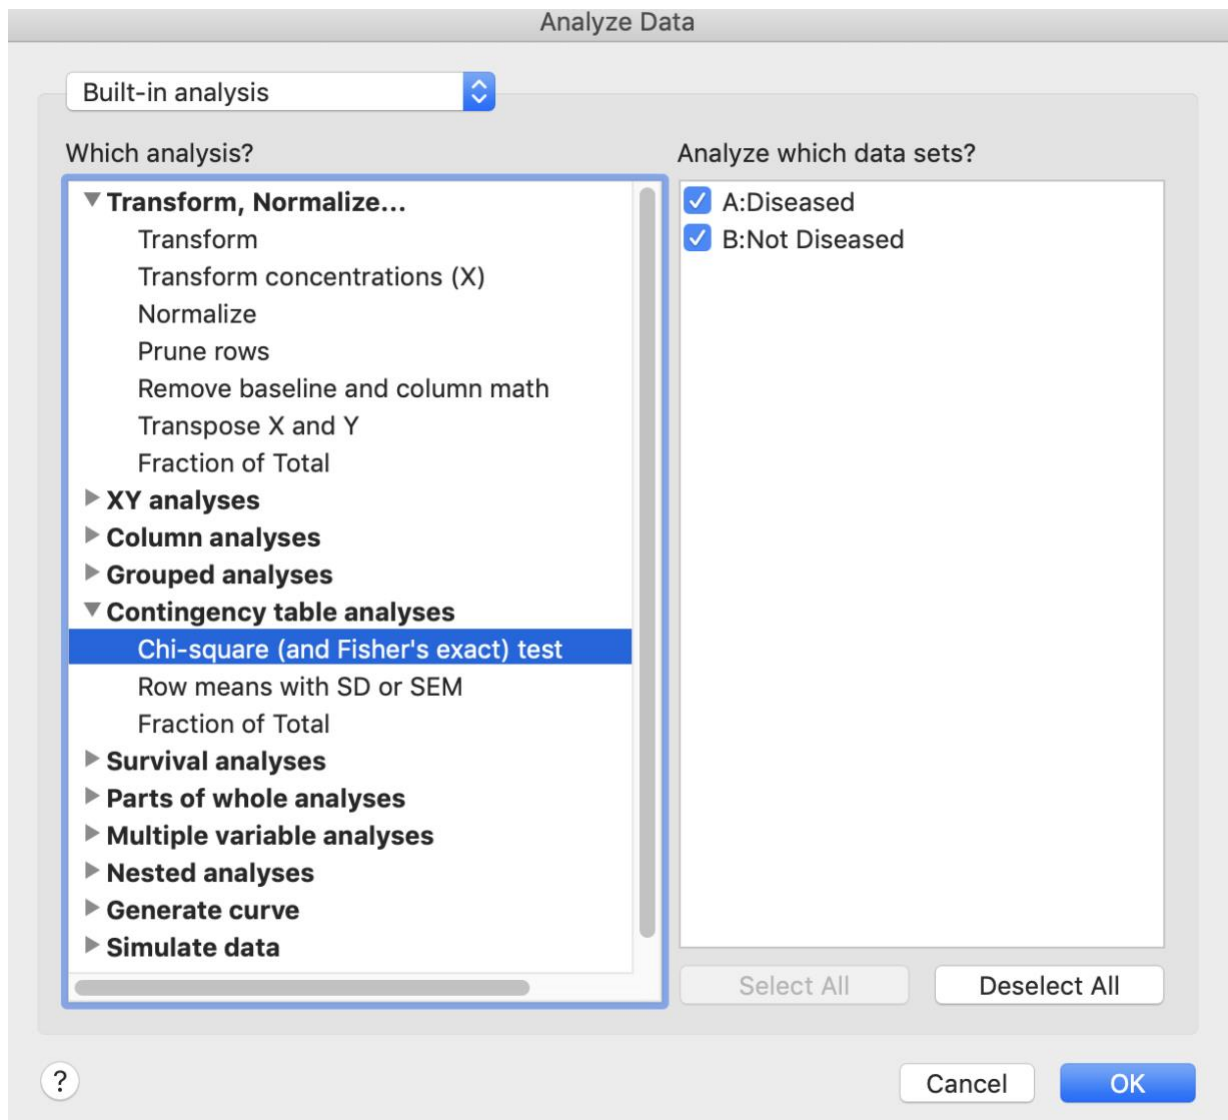 Analyze Data
Built-in analysis
Which analysis?
Transform, Normalize...
Transform
Transform concentrations (X)
Normalize
Prune rows
Remove baseline and column math
Transpose X and Y
Fraction of Total
XY analyses
Column analyses
Grouped analyses
Contingency table analyses
Chi-square (and Fisher's exact) test
Row means with SD or SEM
Fraction of Total
Survival analyses
Parts of whole analyses
Multiple variable analyses
Nested analyses
Generate curve
Simulate data
Analyze which data sets?
A:Diseased
B:Not Diseased
Select All
Deselect All
?
Cancel
OK